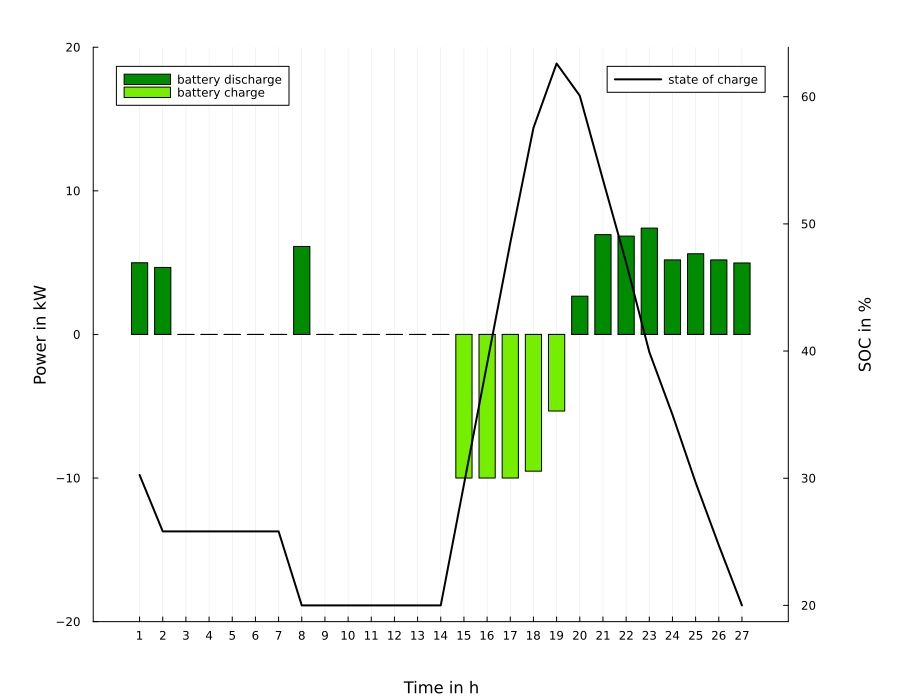 20
10
0
−10
−20
Power in kW
battery discharge
battery charge
state of charge
60
50
40
30
20
SOC in %
1 2 3 4 5 6 7 8 9 10 11 12 13 14 15 16 17 18 19 20 21 22 23 24 25 26 27
Time in h